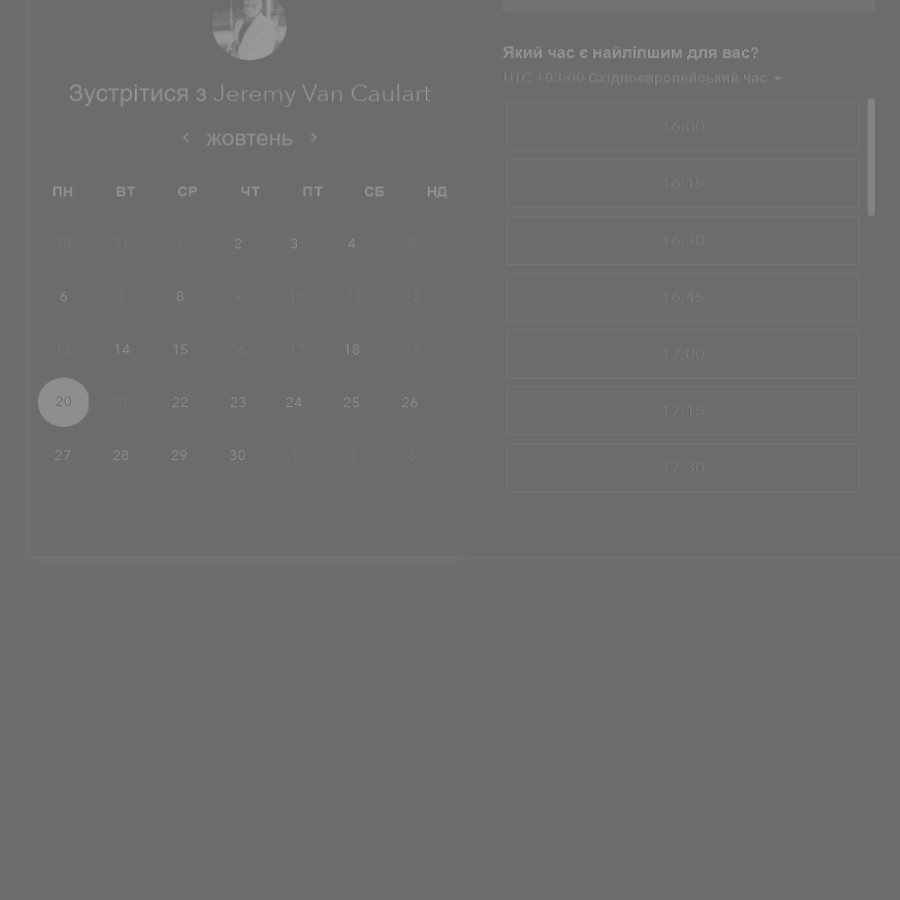 Зустрітися з Jeremy Van Caulart
жовтень
ПН ВТ СР ЧТ ПТ СБ НД
30 31 1 2 3 4 5
6 7 8 9 10 11 12
13 14 15 16 17 18 19
20 21 22 23 24 25 26
27 28 29 30 1 2 3
Який час є найліпшим для вас?
UTC +03:00 Східноєвропейський час
16:00
16:15
16:30
16:45
17:00
17:15
17:30